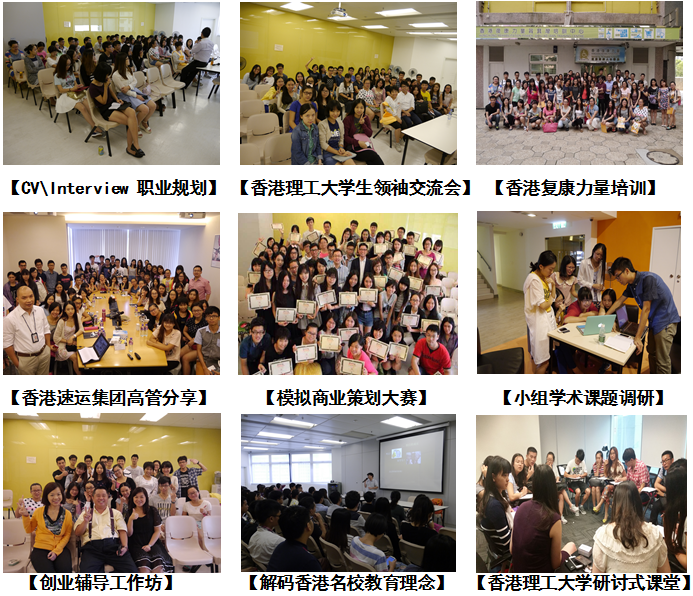 【CV\Interview 职业规划】
【香港理工大学生领袖交流会】
【香港复康力量培训】
【香港速运集团高管分享】
【模拟商业策划大赛】
【小组学术课题调研】
【创业辅导工作坊】
【解码香港名校教育理念】
【香港理工大学研讨式课堂】